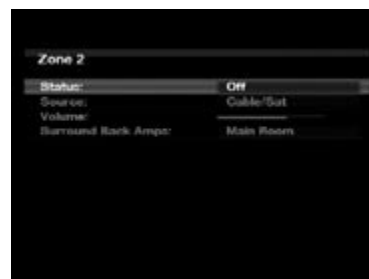 Zone 2
Status: Off
Source: Cable/Sat
Volume:
Surround Back Amps: Main Room